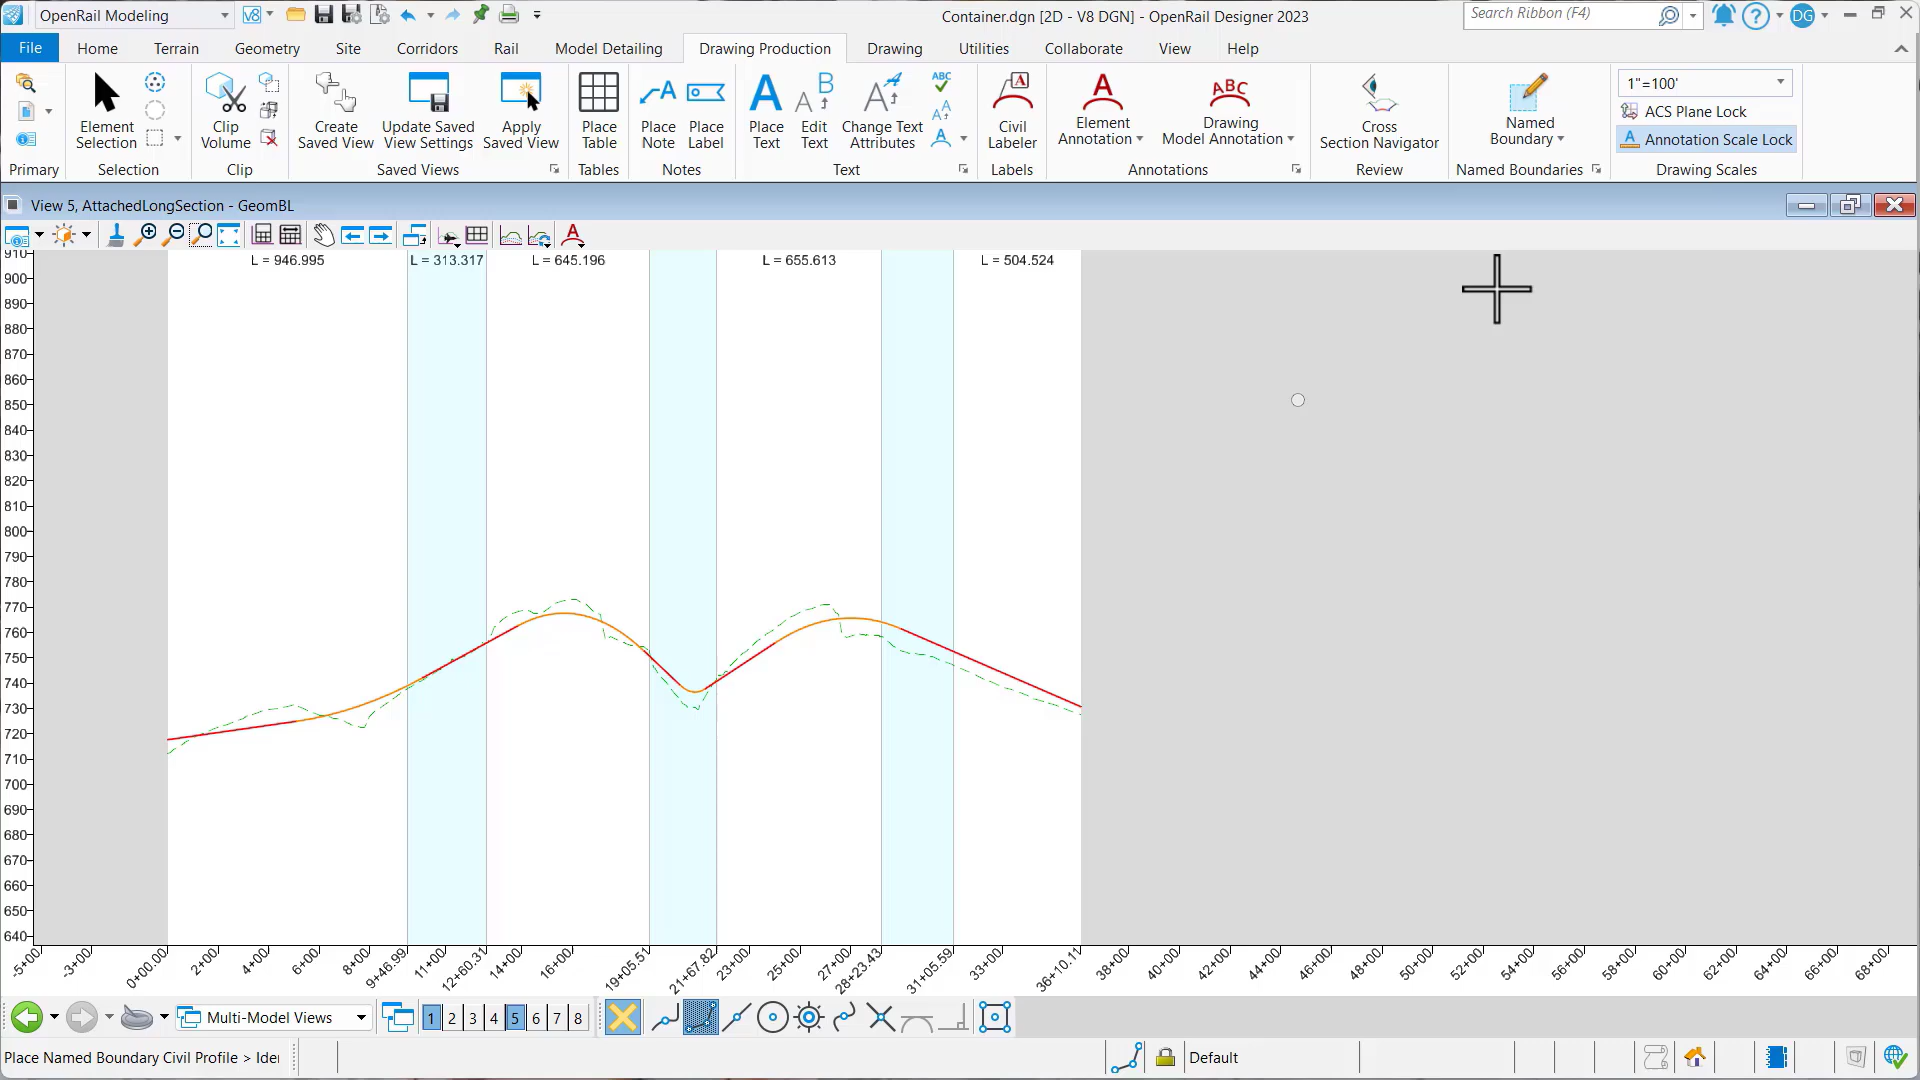 OpenRail Modeling
V8
Container.dgn [2D - V8 DGN] - OpenRail Designer 2023
Search Ribbon (F4)
DG
File
Home
Terrain
Geometry
Site
Corridors
Rail
Model Detailing
Drawing Production
Drawing
Utilities
Collaborate
View
Help
Element Selection
Clip Volume
Create Saved View
Update Saved View Settings
Apply Saved View
Place Table
Place Note
Place Label
Place Text
Edit Text
Change Text Attributes
ABC
Civil Labeler
Element Annotation
Drawing Model Annotation
Cross Section Navigator
Named Boundary
1"=100'
ACS Plane Lock
Annotation Scale Lock
Primary
Selection
Clip
Saved Views
Tables
Notes
Text
Labels
Annotations
Review
Named Boundaries
Drawing Scales
View 5, AttachedLongSection - GeomBL
L = 946.995
L = 313.317
L = 645.196
L = 655.613
L = 504.524
910
900
890
880
870
860
850
840
830
820
810
800
790
780
770
760
750
740
730
720
710
700
690
680
670
660
650
640
-5+00
-3+00
0+00.00
2+00
4+00
6+00
8+00
9+46.99
11+00
12+60.31
14+00
16+00
19+05.51
21+67.82
23+00
25+00
27+00
28+23.43
31+05.59
33+00
36+10.11
38+00
40+00
42+00
44+00
46+00
48+00
50+00
52+00
54+00
56+00
58+00
60+00
62+00
64+00
66+00
68+00
Multi-Model Views
1 2 3 4 5 6 7 8
Place Named Boundary Civil Profile > Ide
Default